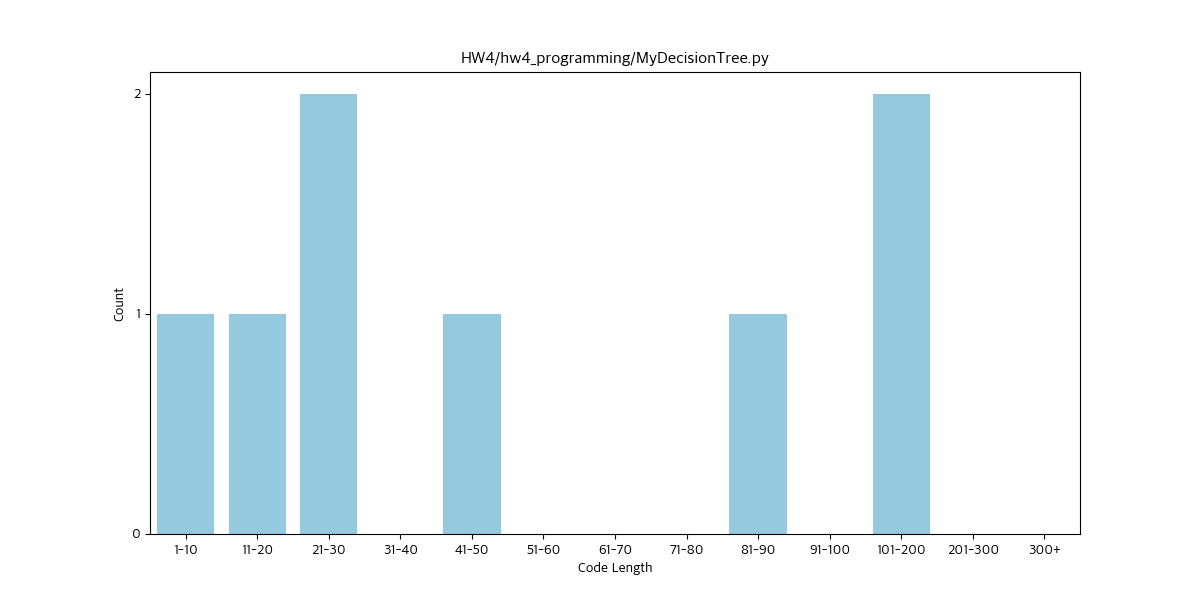 HW4/hw4_programming/MyDecisionTree.py
2
1
0
Count
1-10 11-20 21-30 31-40 41-50 51-60 61-70 71-80 81-90 91-100 101-200 201-300 300+
Code Length